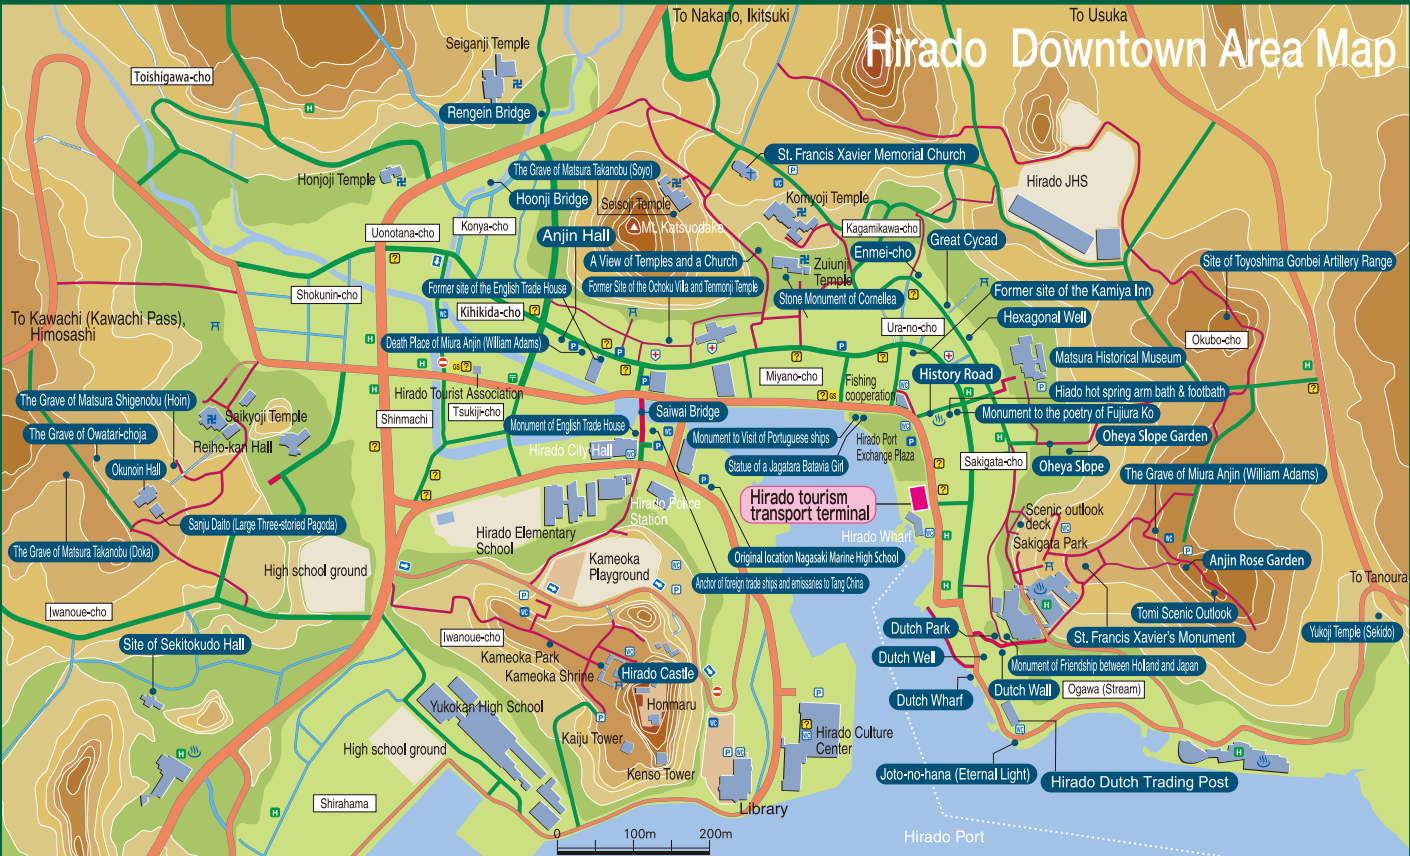 Hirado Downtown Area Map
To Nakano, Ikitsuki
To Usuka
Seiganji Temple
Toishigawa-cho
Rengein Bridge
St. Francis Xavier Memorial Church
Honjoji Temple
The Grave of Matsura Takanobu (Soyo)
Hirado JHS
Hoonji Bridge
Seisoji Temple
Komyoji Temple
Uonotana-cho
Konya-cho
Mt. Katsuodake
Kagamikawa-cho
Anjin Hall
Great Cycad
Enmei-cho
A View of Temples and a Church
Zuiunji
Temple
Site of Toyoshima Gonbei Artillery Range
Former site of the English Trade House
Former Site of the Ochoku Villa and Tenmonji Temple
Stone Monument of Cornellea
Former site of the Kamiya Inn
Shokunin-cho
Kihikida-cho
Hexagonal Well
To Kawachi (Kawachi Pass),
Himosashi
Ura-no-cho
Okubo-cho
Death Place of Miura Anjin (William Adams)
Matsura Historical Museum
Miyano-cho
History Road
Fishing
cooperation
Hirado Tourist Association
Hiado hot spring arm bath & footbath
The Grave of Matsura Shigenobu (Hoin)
Saikyoji Temple
Shinmachi
Tsukiji-cho
Saiwai Bridge
Monument to the poetry of Fujiura Ko
Monument of English Trade House
The Grave of Owatari-choja
Reiho-kan Hall
Monument to Visit of Portuguese ships
Hirado Port
Exchange Plaza
Oheya Slope Garden
Hirado City Hall
Okunoin Hall
Statue of a Jagatara Batavia Girl
Sakigata-cho
Oheya Slope
The Grave of Miura Anjin (William Adams)
Hirado tourism
transport terminal
Hirado Police
Station
Scenic outlook
deck
Sanju Daito (Large Three-storied Pagoda)
Hirado Elementary
School
Hirado Wharf
Sakigata Park
The Grave of Matsura Takanobu (Doka)
Original location Nagasaki Marine High School
Anjin Rose Garden
High school ground
Kameoka
Playground
Anchor of foreign trade ships and emissaries to Tang China
To Tanoura
Iwanoue-cho
Tomi Scenic Outlook
Dutch Park
St. Francis Xavier's Monument
Yukoji Temple (Sekido)
Site of Sekitokudo Hall
Iwanoue-cho
Kameoka Park
Dutch Well
Monument of Friendship between Holland and Japan
Kameoka Shrine
Hirado Castle
Dutch Wall
Ogawa (Stream)
Dutch Wharf
Yukokan High School
Honmaru
Kaiju Tower
Hirado Culture
Center
High school ground
Kenso Tower
Joto-no-hana (Eternal Light)
Hirado Dutch Trading Post
Shirahama
Library
0 100m 200m
Hirado Port